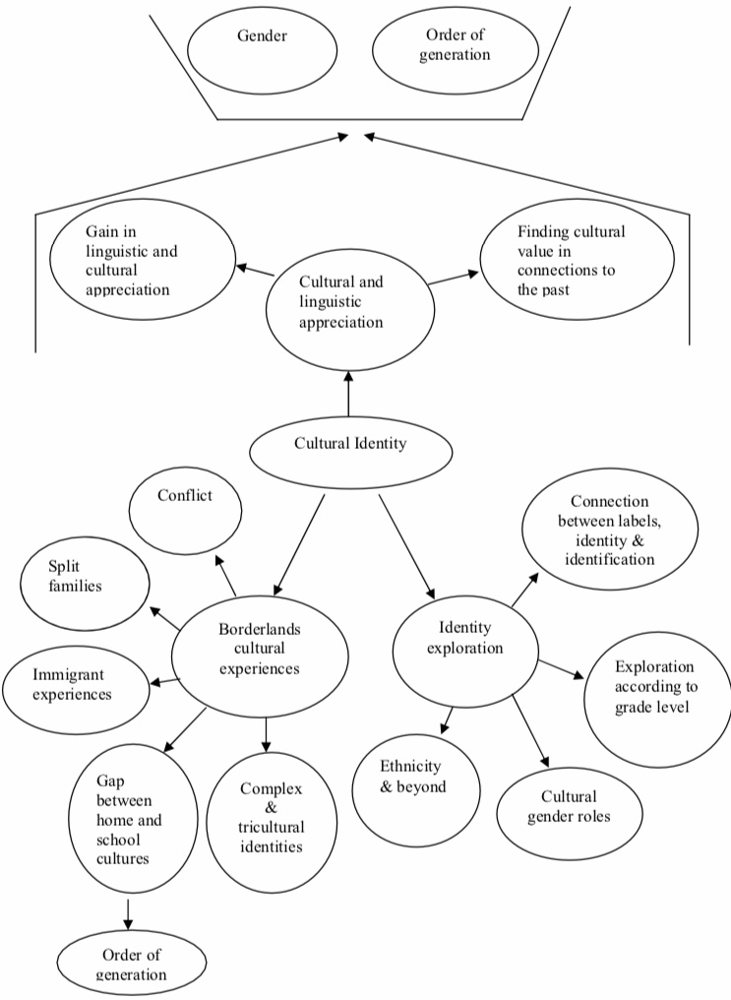 Gender
Order of
generation
Gain in
linguistic and
cultural
appreciation
Finding cultural
value in
connections to
the past
Cultural and
linguistic
appreciation
Cultural Identity
Conflict
Connection
between labels,
identity &
identification
Split
families
Borderlands
cultural
experiences
Identity
exploration
Immigrant
experiences
Exploration
according to
grade level
Gap
between
home and
school
cultures
Complex
&
tricultural
identities
Ethnicity
& beyond
Cultural
gender roles
Order of
generation